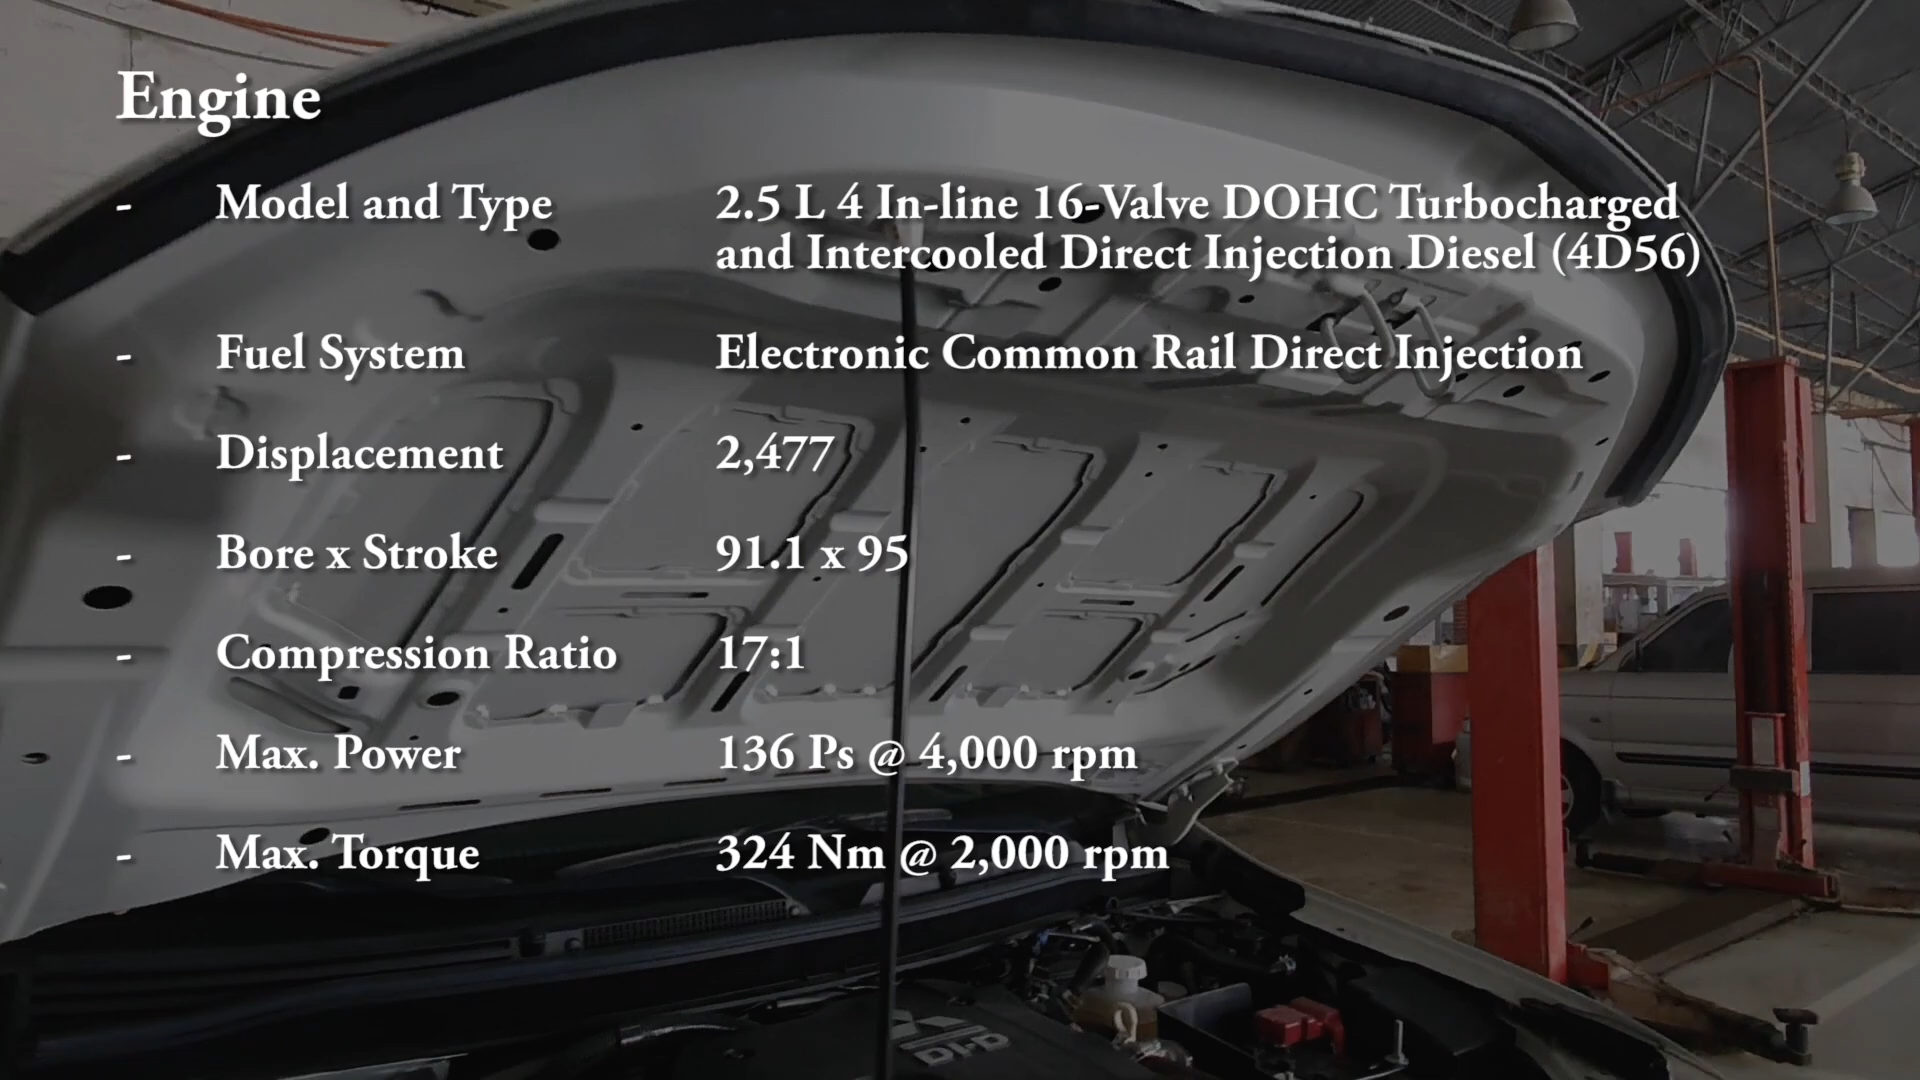 Engine
- Model and Type 2.5 L 4 In-line 16-Valve DOHC Turbocharged
and Intercooled Direct Injection Diesel (4D56)
- Fuel System Electronic Common Rail Direct Injection
- Displacement 2,477
- Bore x Stroke 91.1 x 95
- Compression Ratio 17:1
- Max. Power 136 Ps @ 4,000 rpm
- Max. Torque 324 Nm @ 2,000 rpm
DI-D